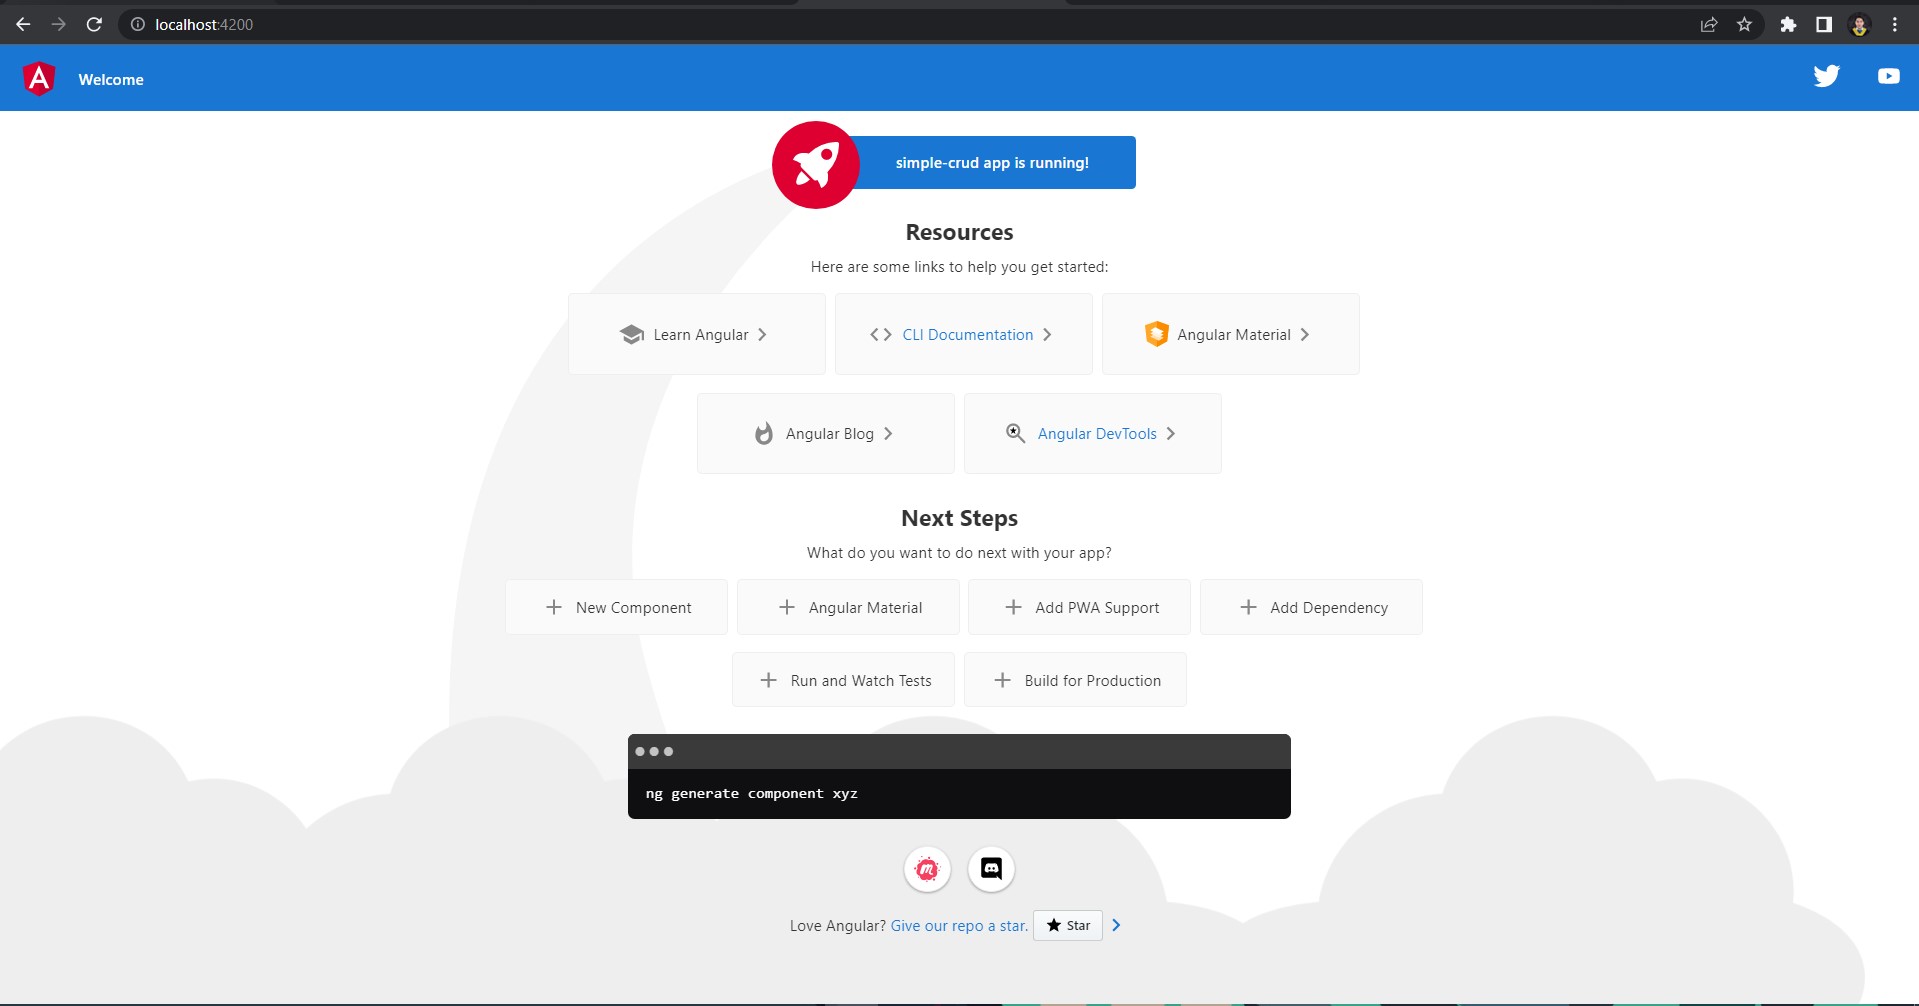 localhost:4200
Welcome
simple-crud app is running!
Resources
Here are some links to help you get started:
Learn Angular
CLI Documentation
Angular Material
Angular Blog
Angular DevTools
Next Steps
What do you want to do next with your app?
New Component
Angular Material
Add PWA Support
Add Dependency
Run and Watch Tests
Build for Production
ng generate component xyz
Love Angular? Give our repo a star. Star